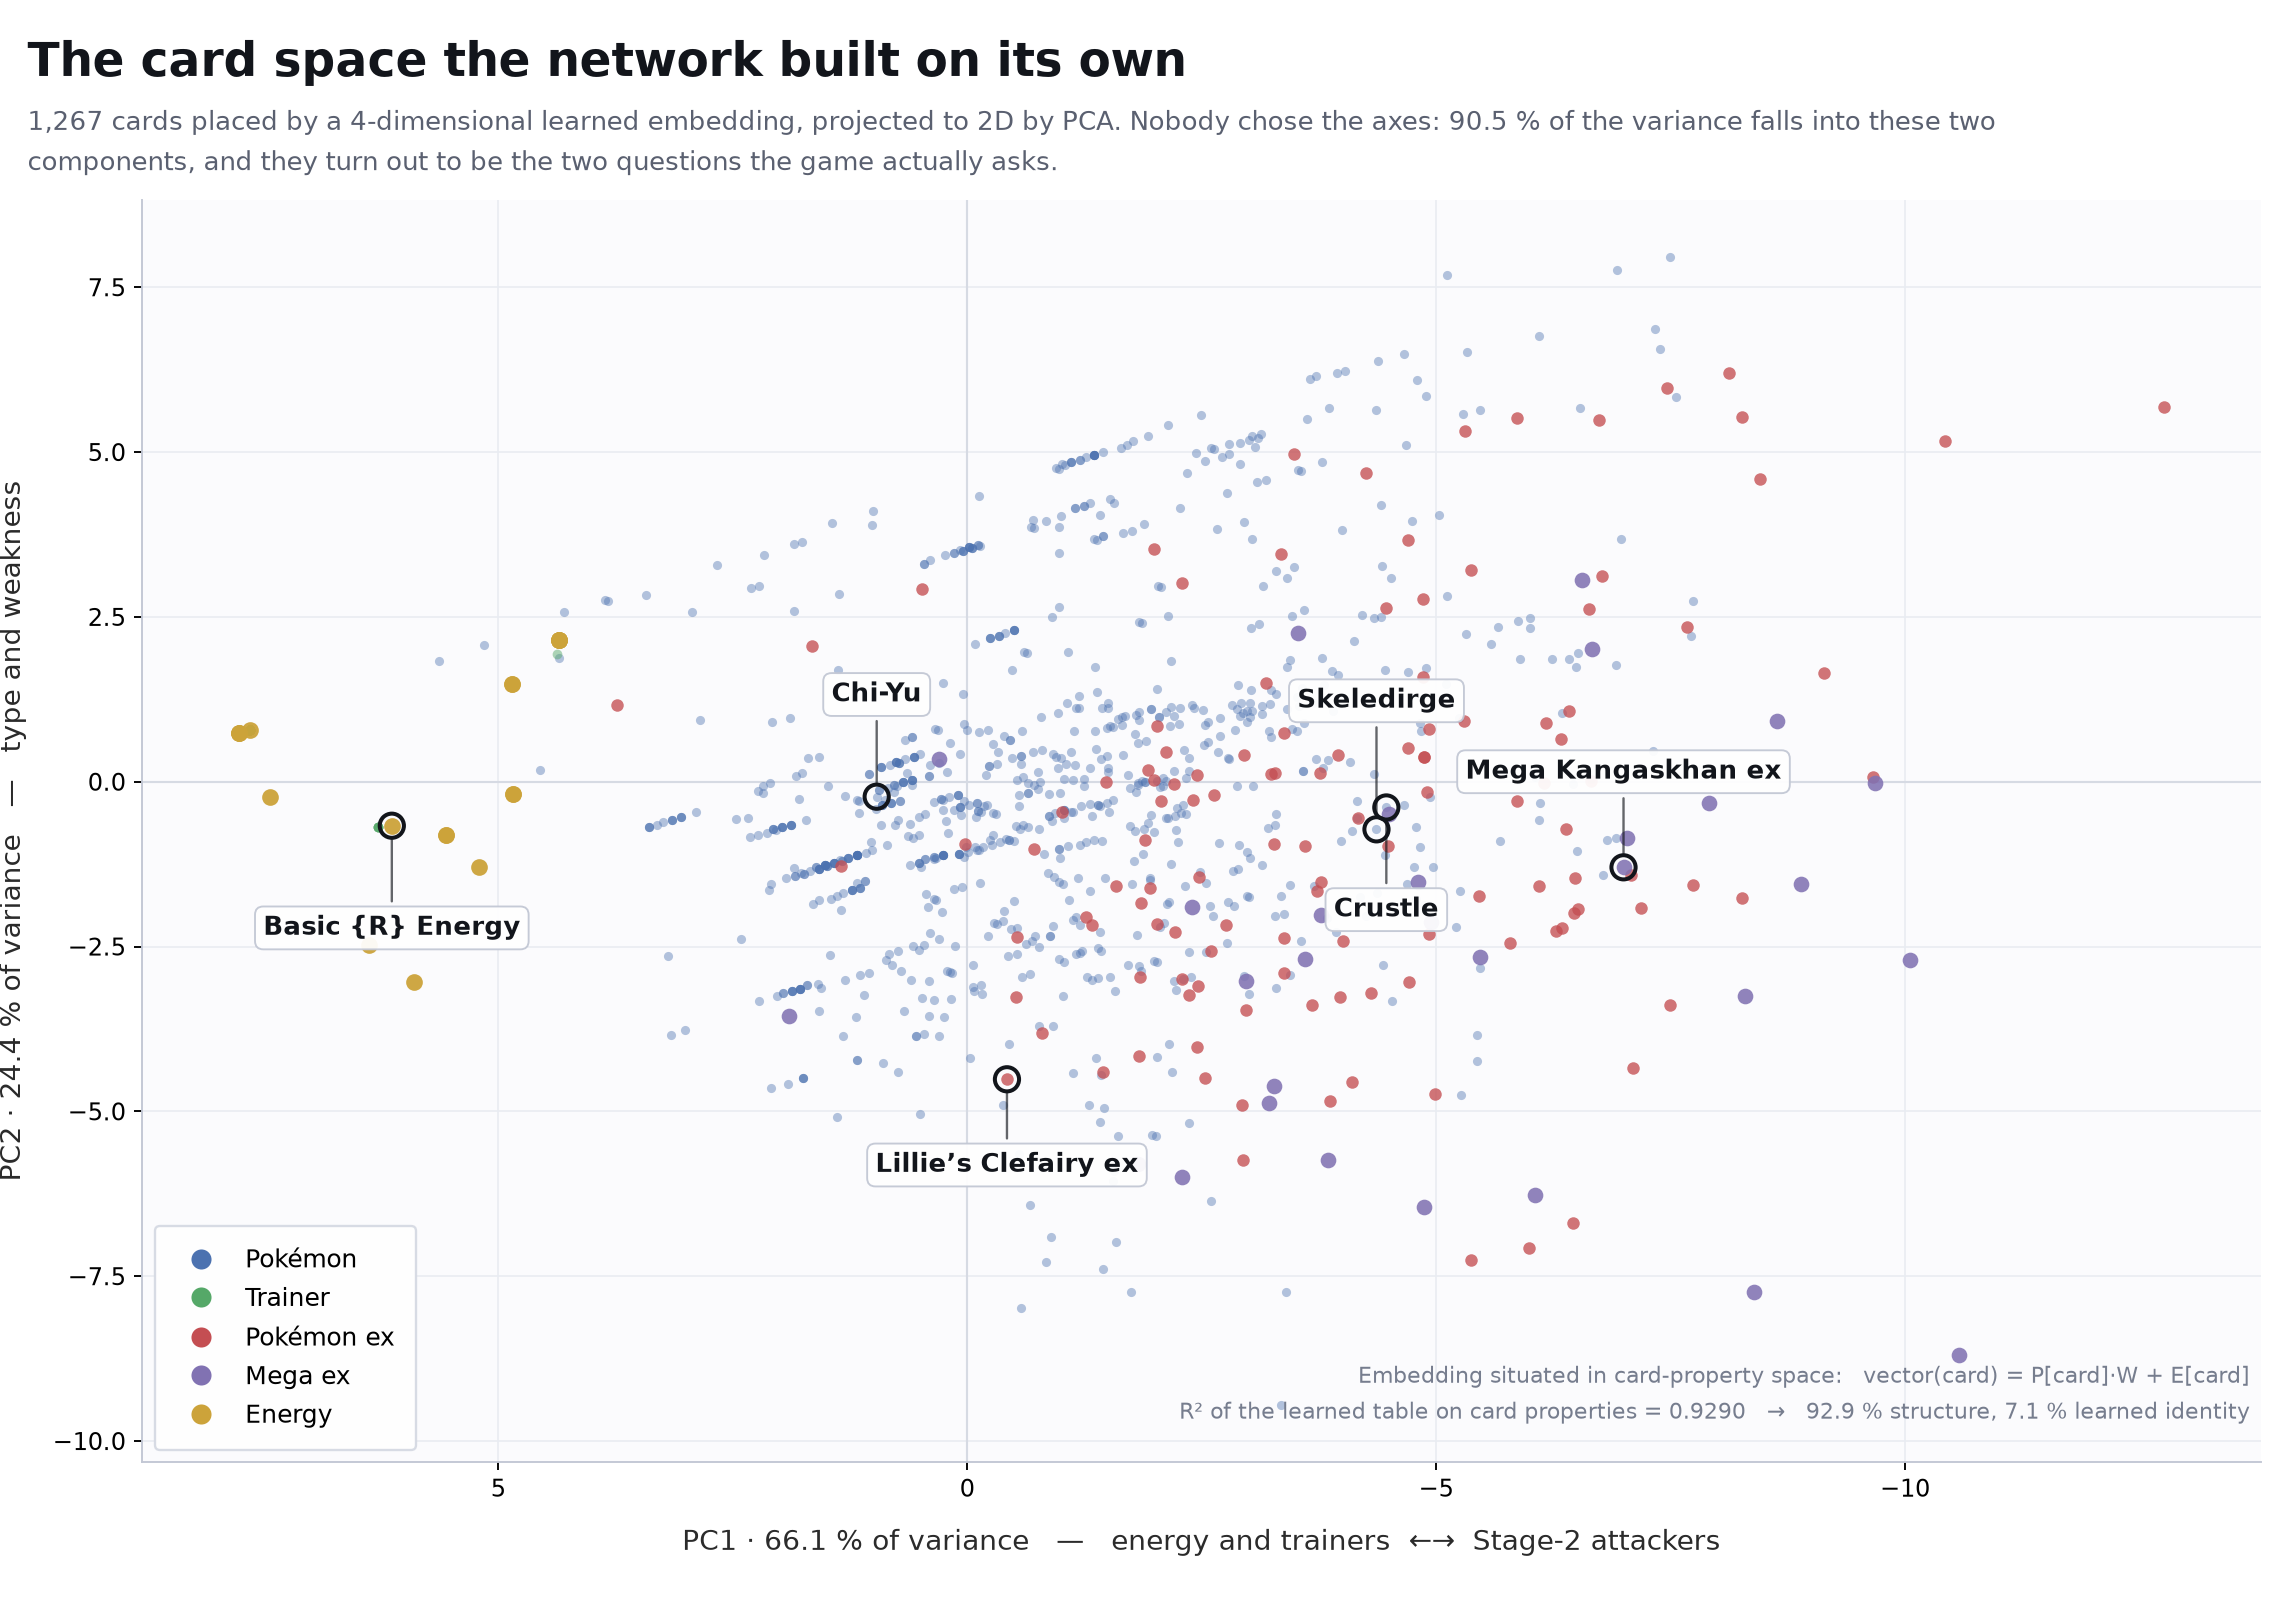 The card space the network built on its own
1,267 cards placed by a 4-dimensional learned embedding, projected to 2D by PCA. Nobody chose the axes: 90.5 % of the variance falls into these two
components, and they turn out to be the two questions the game actually asks.
PC2 · 24.4 % of variance — type and weakness
7.5
5.0
2.5
0.0
−2.5
−5.0
−7.5
−10.0
Chi-Yu
Skeledirge
Mega Kangaskhan ex
Crustle
Basic {R} Energy
Lillie’s Clefairy ex
Pokémon
Trainer
Pokémon ex
Mega ex
Energy
Embedding situated in card-property space: vector(card) = P[card]·W + E[card]
R² of the learned table on card properties = 0.9290 → 92.9 % structure, 7.1 % learned identity
5
0
−5
−10
PC1 · 66.1 % of variance — energy and trainers ←→ Stage-2 attackers